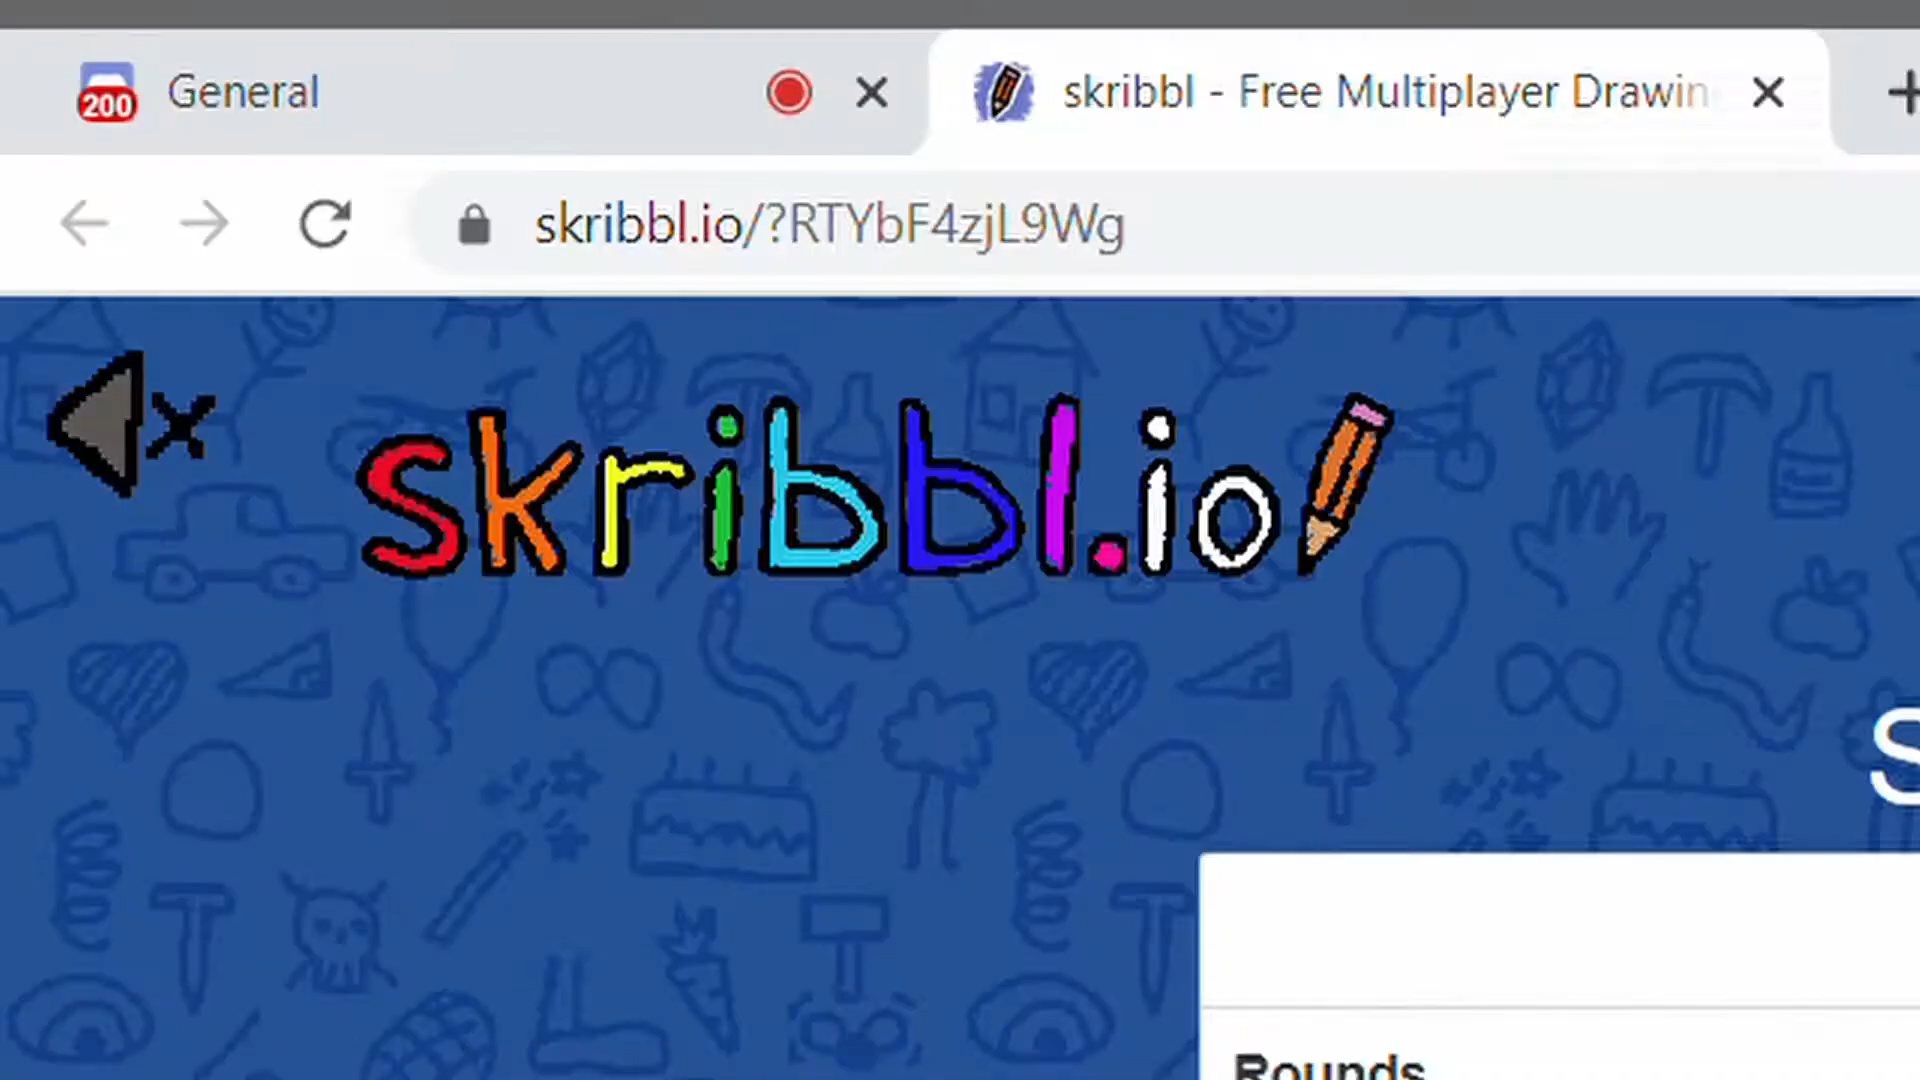 200 General
skribbl - Free Multiplayer Drawin
skribbl.io/?RTYbF4zjL9Wg
skribbl.io
S
Rounds